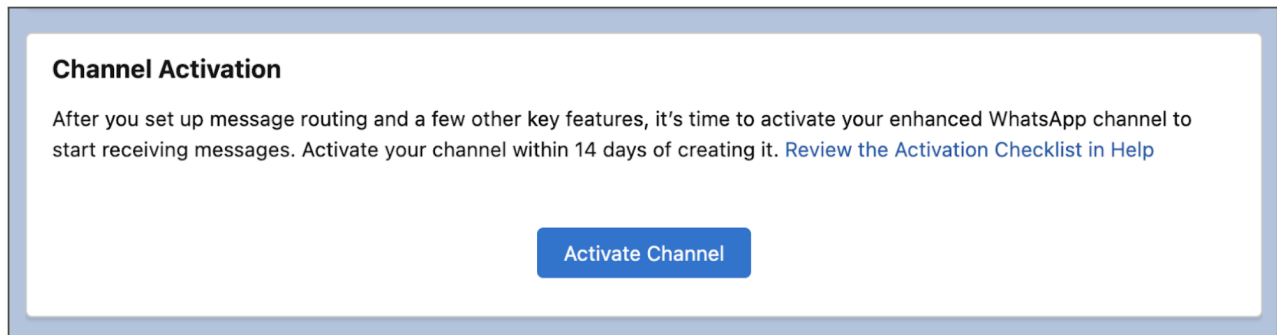 Channel Activation
After you set up message routing and a few other key features, it’s time to activate your enhanced WhatsApp channel to
start receiving messages. Activate your channel within 14 days of creating it. Review the Activation Checklist in Help
Activate Channel